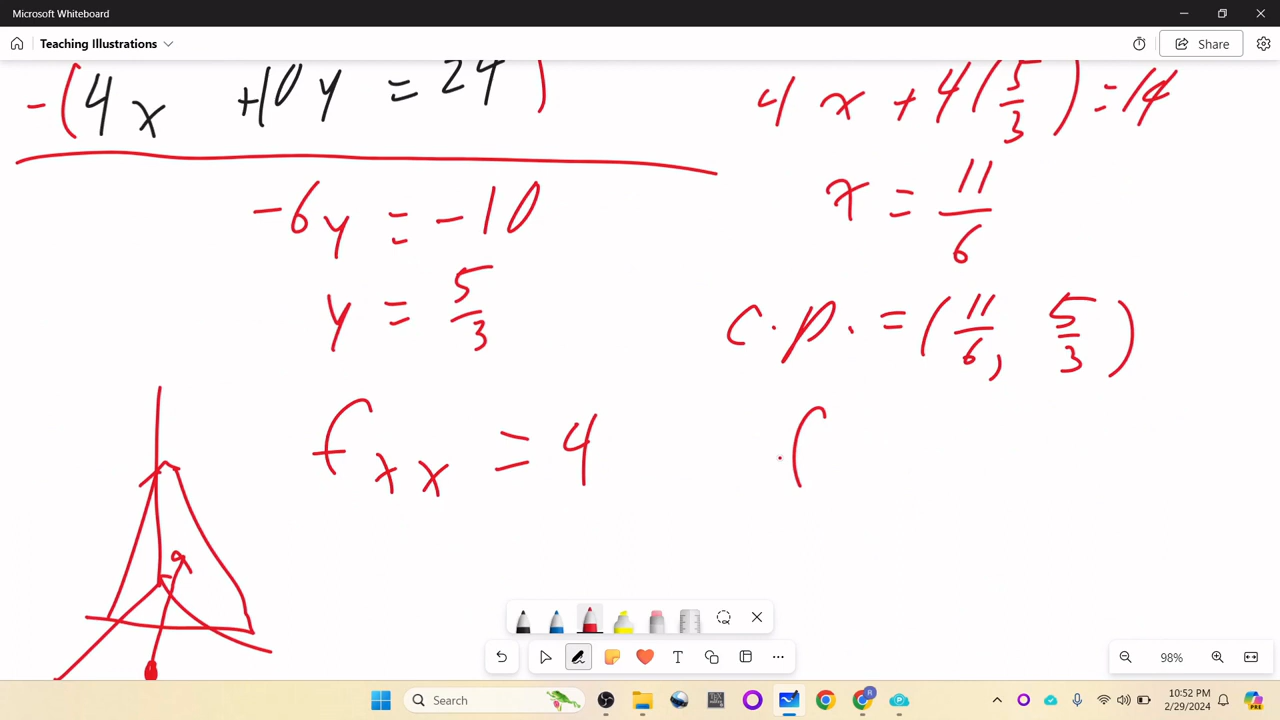 Microsoft Whiteboard
Teaching Illustrations
Share
-(4x +10y = 24)
4x + 4(5/3) = 14
-6y = -10
x = 11/6
y = 5/3
c.p. = (11/6, 5/3)
fxx = 4
(
98%
Search
10:52 PM
2/29/2024